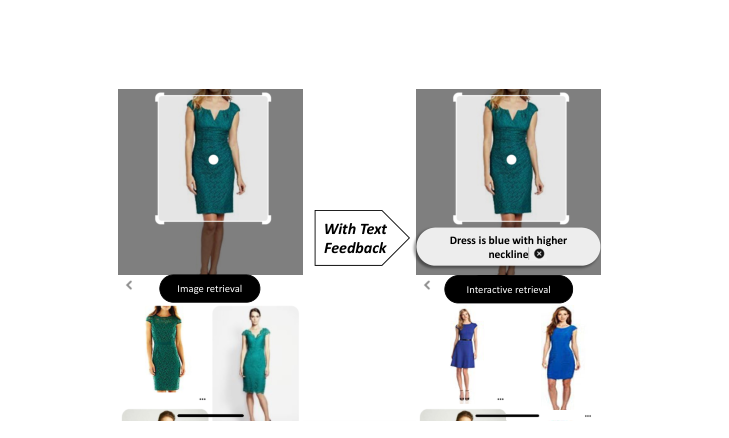 With Text
Feedback
Dress is blue with higher
neckline
Image retrieval
Interactive retrieval
...
...
...